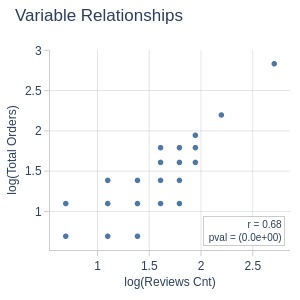 Variable Relationships
3
2.5
2
1.5
1
log(Total Orders)
r = 0.68
pval = (0.0e+00)
1
1.5
2
2.5
log(Reviews Cnt)